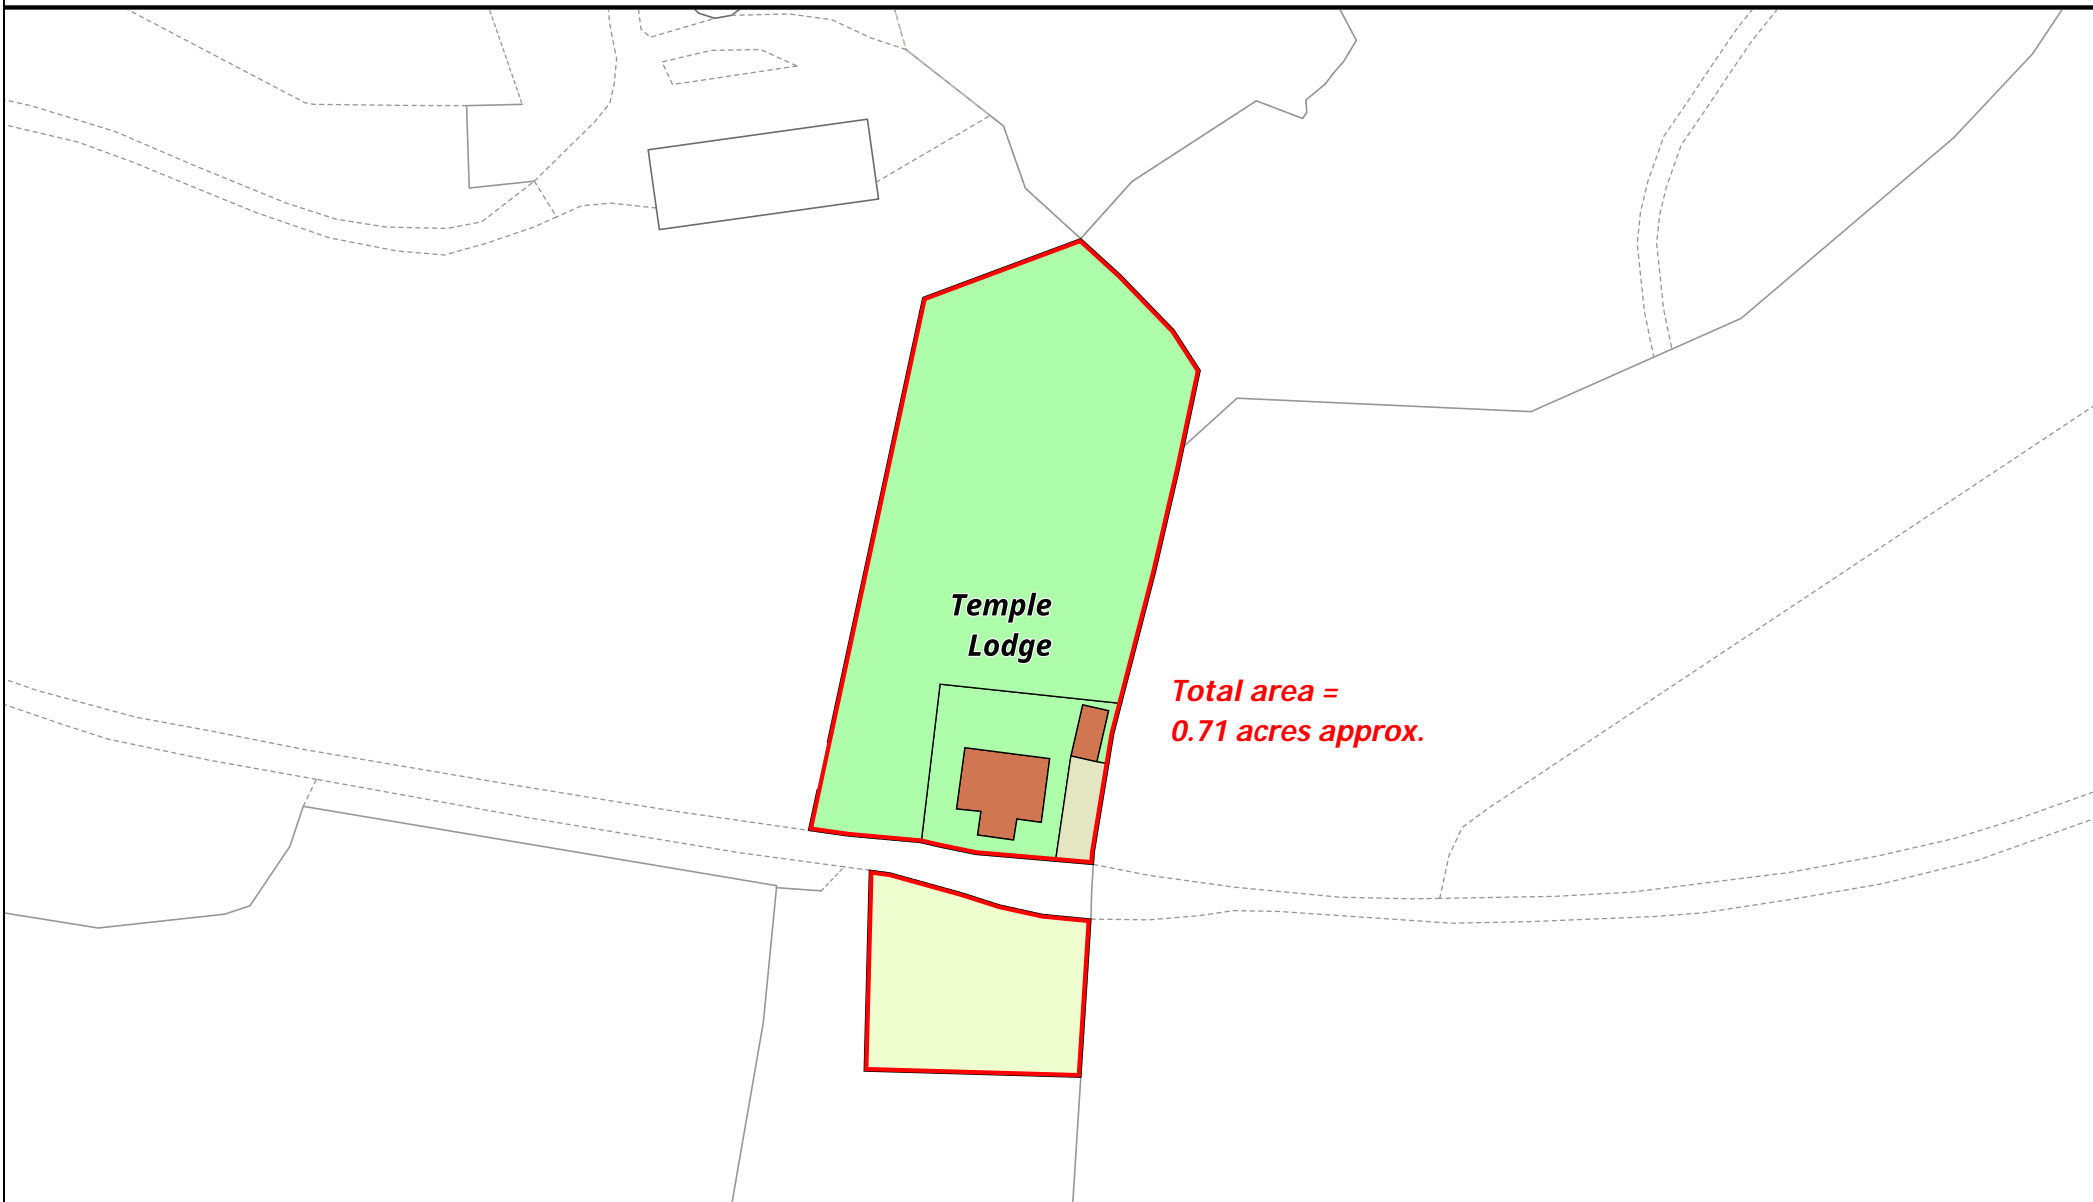 Temple
Lodge
Total area =
0.71 acres approx.